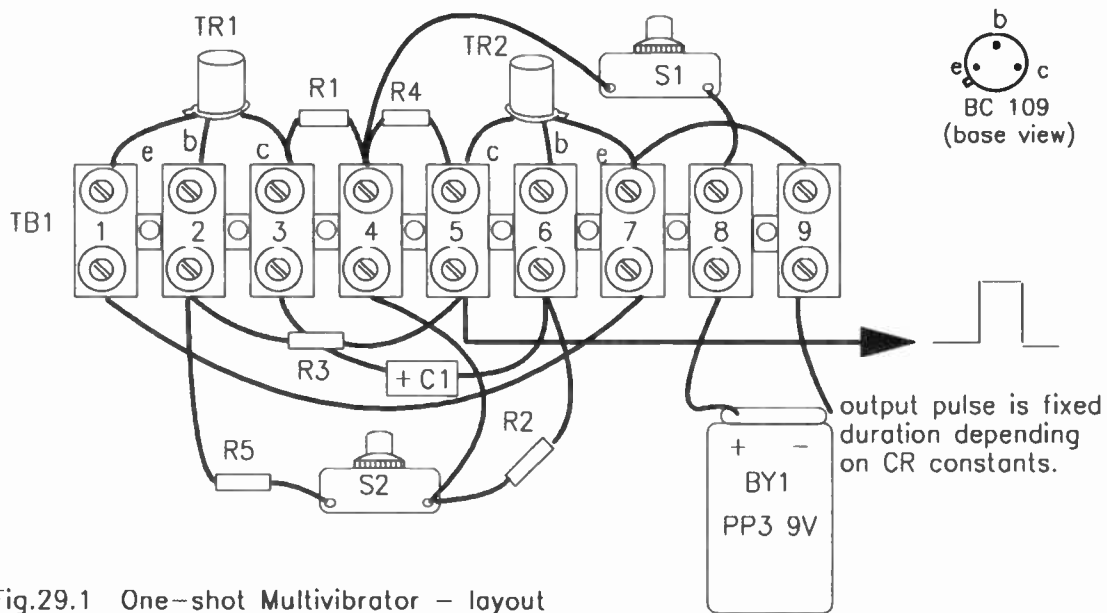 TR1
TR2
S1
b
e
c
BC 109
(base view)
R1
R4
e
b
c
c
b
e
TB1
1
2
3
4
5
6
7
8
9
R3
+ C1
R2
R5
S2
+ -
BY1
PP3 9V
output pulse is fixed
duration depending
on CR constants.
Fig.29.1 One-shot Multivibrator - layout